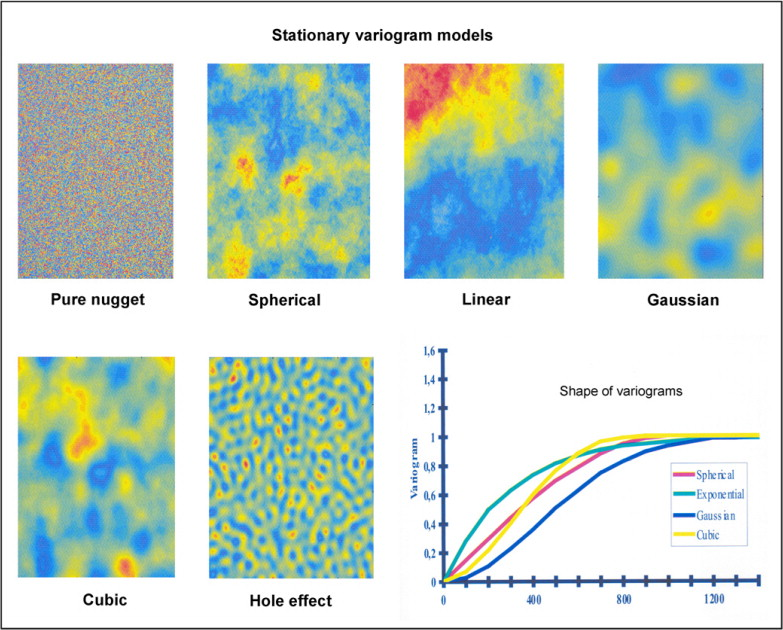 Stationary variogram models
Pure nugget
Spherical
Linear
Gaussian
Cubic
Hole effect
Shape of variograms
Variogram
1,6
1,4
1,2
1
0,8
0,6
0,4
0,2
0
0
400
800
1200
Spherical
Exponential
Gaussian
Cubic